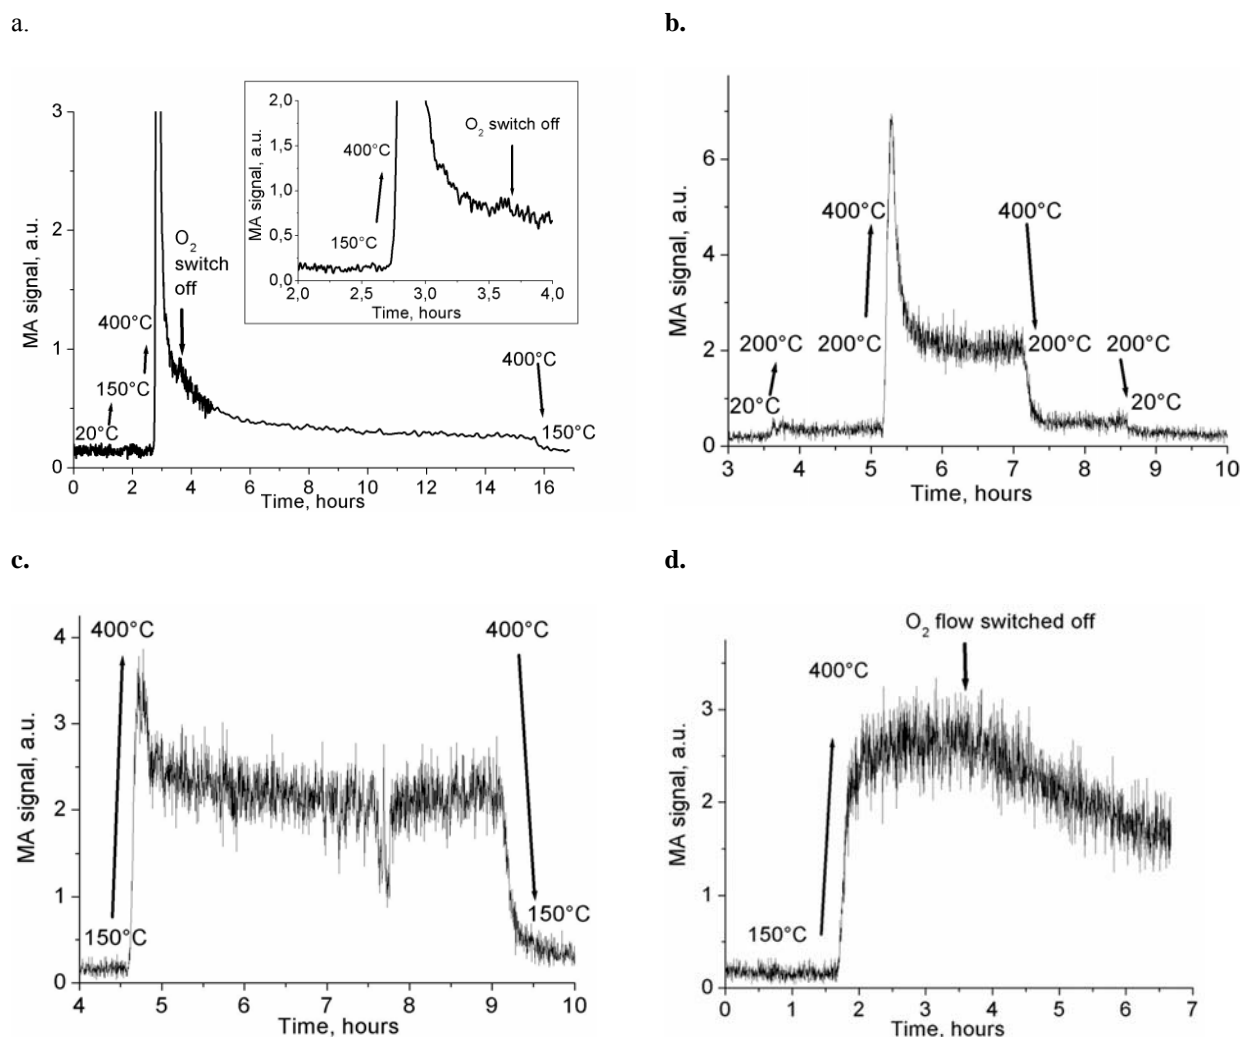 a.
b.
3
2
1
0
MA signal, a.u.
0 2 4 6 8 10 12 14 16
Time, hours
20°C
150°C
400°C
O2
switch
off
400°C
150°C
2,0
1,5
1,0
0,5
0,0
MA signal, a.u.
2,0 2,5 3,0 3,5 4,0
Time, hours
400°C
150°C
O2 switch off
6
4
2
0
MA signal, a.u.
3 4 5 6 7 8 9 10
Time, hours
400°C 400°C
200°C 200°C 200°C 200°C
20°C 20°C
c.
d.
400°C 400°C
4
3
2
1
0
MA signal, a.u.
150°C 150°C
4 5 6 7 8 9 10
Time, hours
O2 flow switched off
400°C
3
2
1
0
MA signal, a.u.
150°C
0 1 2 3 4 5 6 7
Time, hours